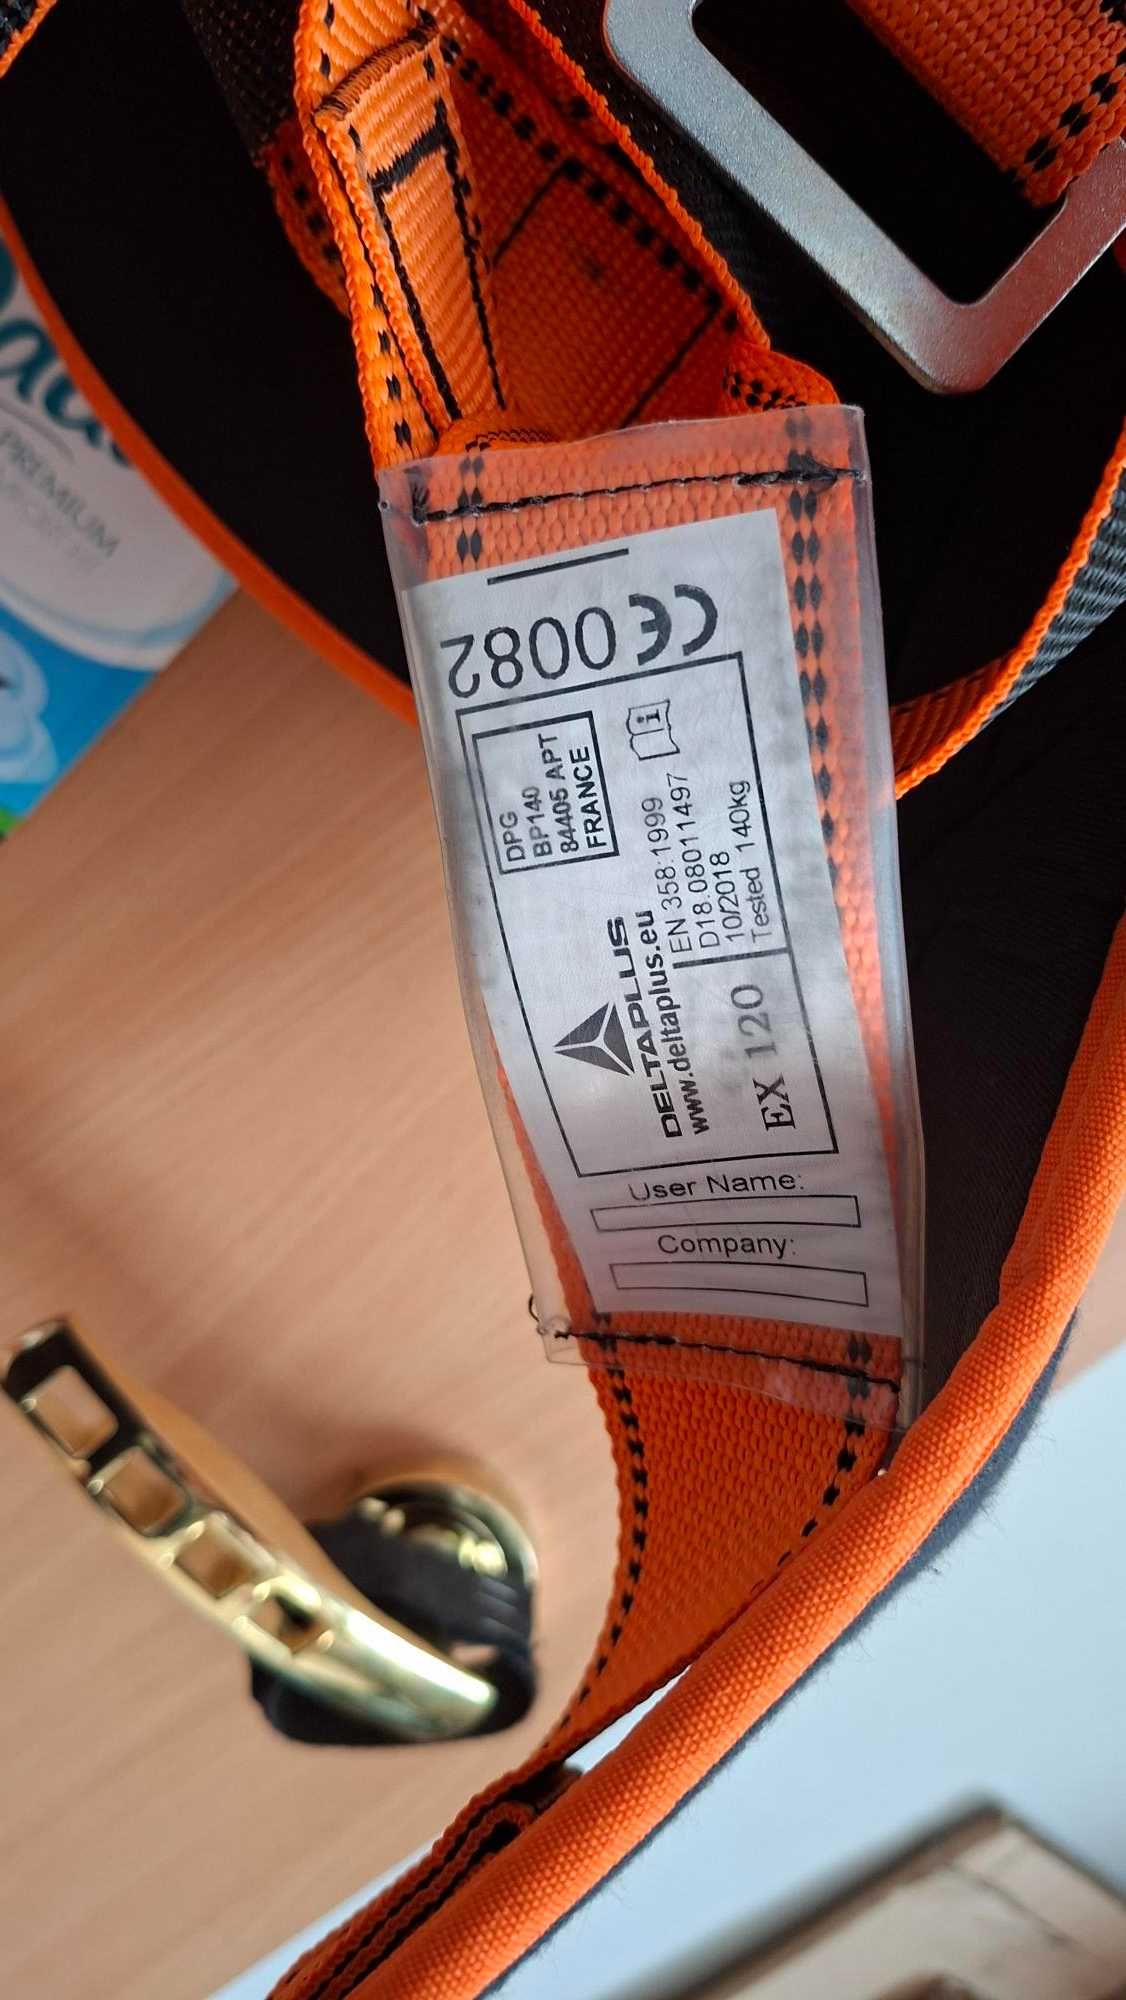 CE 0082
DPG
BP140
84405 APT
FRANCE
i
DELTAPLUS
www.deltaplus.eu
EN 358:1999
D18.08011497
10/2018
Tested 140kg
EX 120
User Name:
Company:
PREMIUM